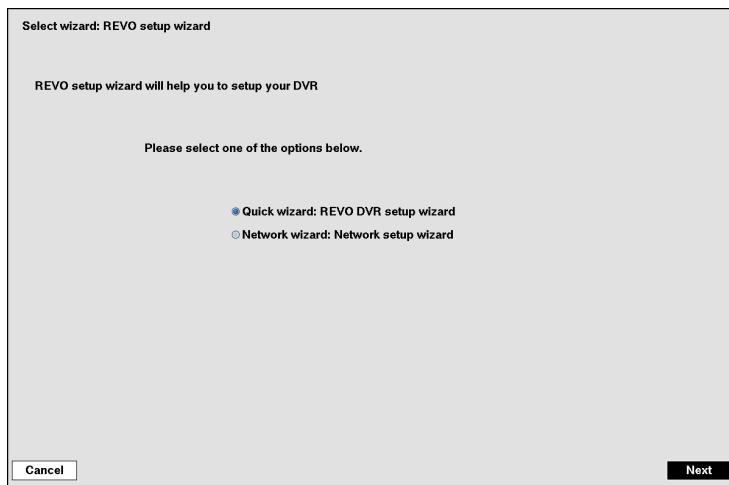 Select wizard: REVO setup wizard
REVO setup wizard will help you to setup your DVR
Please select one of the options below.
Quick wizard: REVO DVR setup wizard
Network wizard: Network setup wizard
Cancel
Next